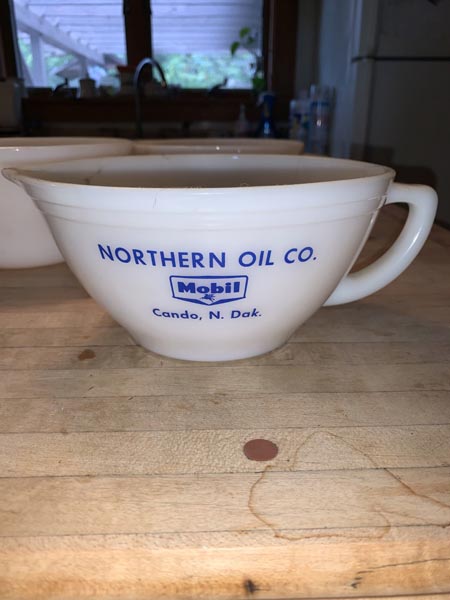 NORTHERN OIL CO.
Mobil
Cando, N. Dak.